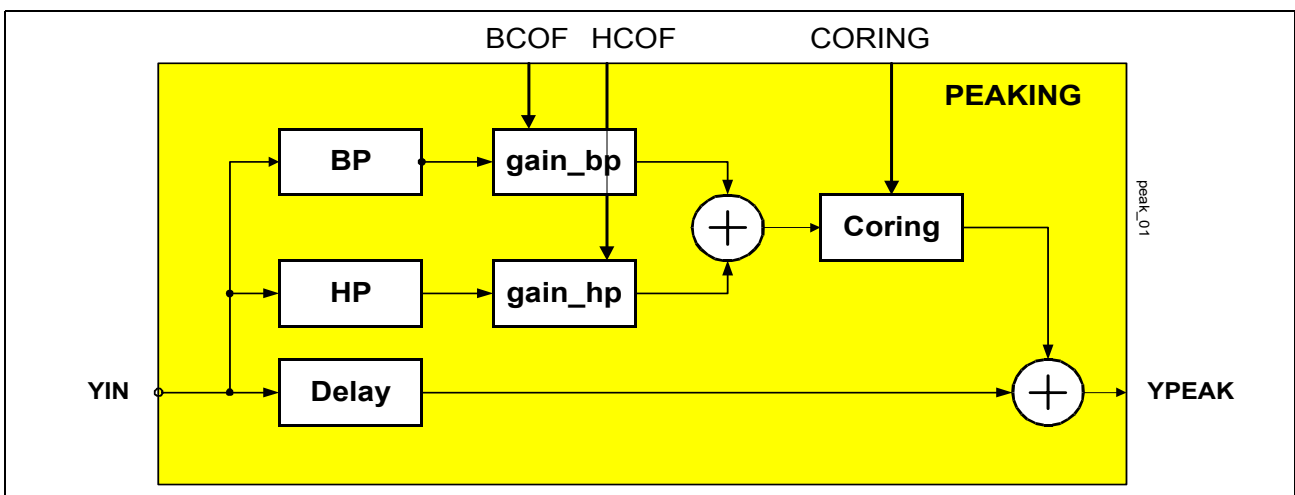 BCOF HCOF CORING
PEAKING
BP gain_bp
peak_01
Coring
HP gain_hp
YIN Delay YPEAK